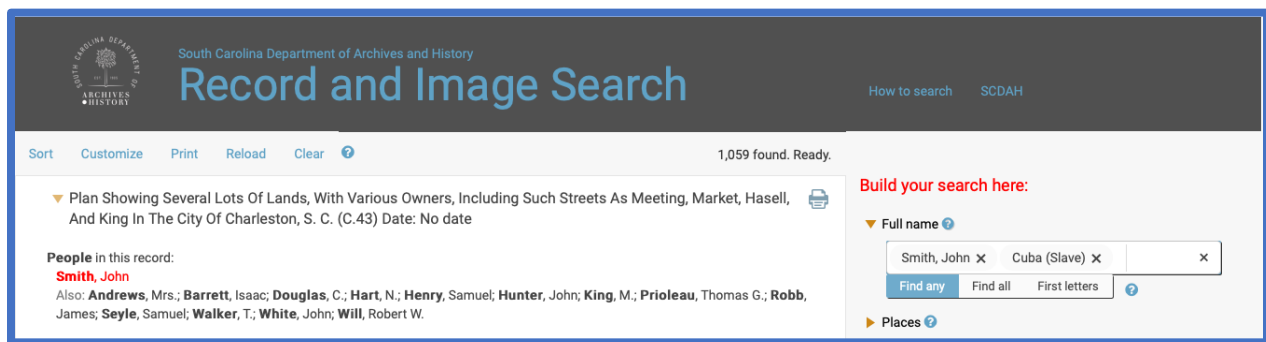 SOUTH CAROLINA DEPARTMENT OF
ARCHIVES
HISTORY
South Carolina Department of Archives and History
Record and Image Search
How to search SCDAH
Sort Customize Print Reload Clear ? 1,059 found. Ready.
Plan Showing Several Lots Of Lands, With Various Owners, Including Such Streets As Meeting, Market, Hasell,
And King In The City Of Charleston, S. C. (C.43) Date: No date
People in this record:
Smith, John
Also: Andrews, Mrs.; Barrett, Isaac; Douglas, C.; Hart, N.; Henry, Samuel; Hunter, John; King, M.; Prioleau, Thomas G.; Robb,
James; Seyle, Samuel; Walker, T.; White, John; Will, Robert W.
Build your search here:
Full name ?
Smith, John × Cuba (Slave) × ×
Find any Find all First letters ?
Places ?